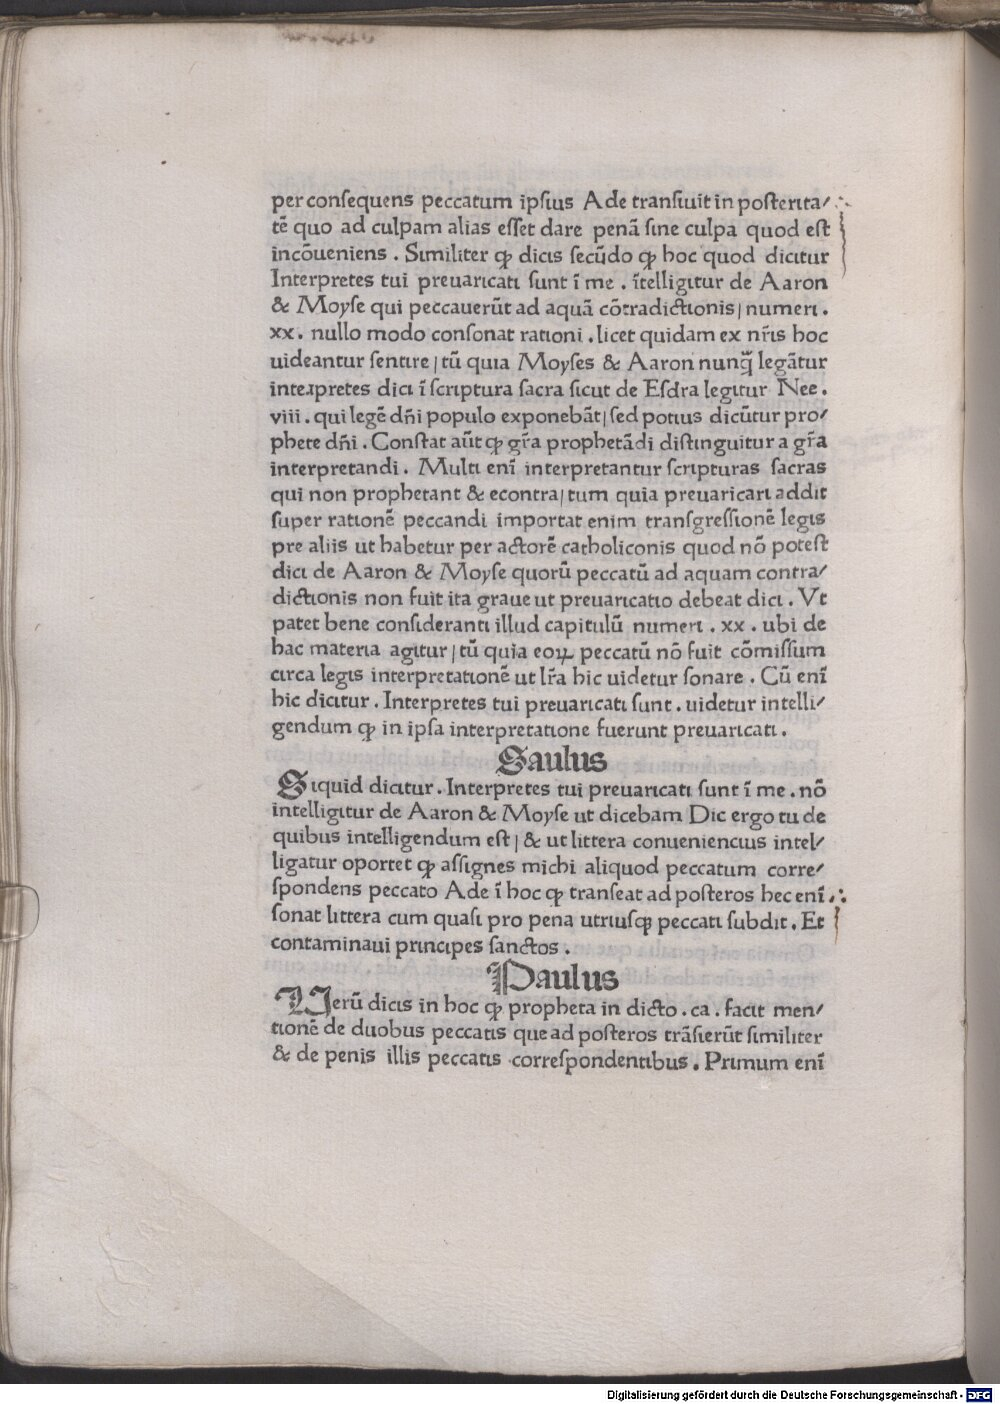 per conſequens peccatum ipſius Ade tranſiuit in poſterita⸗
tē quo ad culpam alias eſſet dare penā ſine culpa quod eſt
incōueniens . Similiter ꝙ dicis ſecūdo ꝙ hoc quod dicitur
Interpretes tui preuaricati ſunt ī me . ītelligitur de Aaron
& Moyſe qui peccauerūt ad aquā cōtradictionis/ numeri .
xx . nullo modo conſonat rationi . licet quidam ex nr̄is hoc
uideantur ſentire/ tū quia Moyſes & Aaron nunꝗ̄ legātur
interpretes dici ī ſcriptura ſacra ſicut de Eſdra legitur Nee .
viii . qui legē dn̄i populo exponebāt/ ſed potius dicūtur pro⸗
phete dn̄i . Conſtat aūt ꝙ gr̄a prophetādi diſtinguitur a gr̄a
interpretandi . Multi enī interpretantur ſcripturas ſacras
qui non prophetant & econtra/ tum quia preuaricari addit
ſuper rationē peccandi importat enim tranſgreſſionē legis
pre aliis ut habetur per actorē catholiconis quod nō poteſt
dici de Aaron & Moyſe quorū peccatū ad aquam contra⸗
dictionis non fuit ita graue ut preuaricatio debeat dici . Vt
patet bene conſideranti illud capitulū numeri . xx . ubi de
hac materia agitur/ tū quia eoꝝ peccatū nō fuit cōmiſſum
circa legis interpretationē ut lr̄a hic uidetur ſonare . Cū enī
hic dicitur . Interpretes tui preuaricati ſunt . uidetur intelli⸗
gendum ꝙ in ipſa interpretatione fuerunt preuaricati .
Saulus
Siquid dicitur . Interpretes tui preuaricati ſunt ī me . nō
intelligitur de Aaron & Moyſe ut dicebam Dic ergo tu de
quibus intelligendum eſt/ & ut littera conueniencius intel⸗
ligatur oportet ꝙ aſſignes michi aliquod peccatum corre⸗
ſpondens peccato Ade ī hoc ꝙ tranſeat ad poſteros hec enī
ſonat littera cum quaſi pro pena utriuſꝙ peccati ſubdit . Et
contaminaui principes ſanctos .
Paulus
Uerū dicis in hoc ꝙ propheta in dicto . ca . facit men⸗
tionē de duobus peccatis que ad poſteros trāſierūt ſimiliter
& de penis illis peccatis correſpondentibus . Primum enī
Digitalisierung gefördert durch die Deutsche Forschungsgemeinschaft - DFG